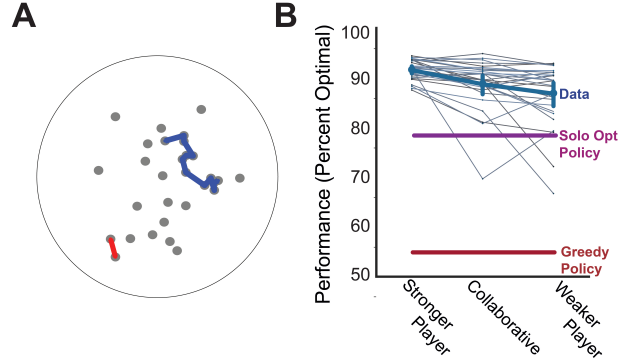 A
B
Performance (Percent Optimal)
100
90
80
70
60
50
Data
Solo Opt
Policy
Greedy
Policy
Stronger
Player
Collaborative
Weaker
Player